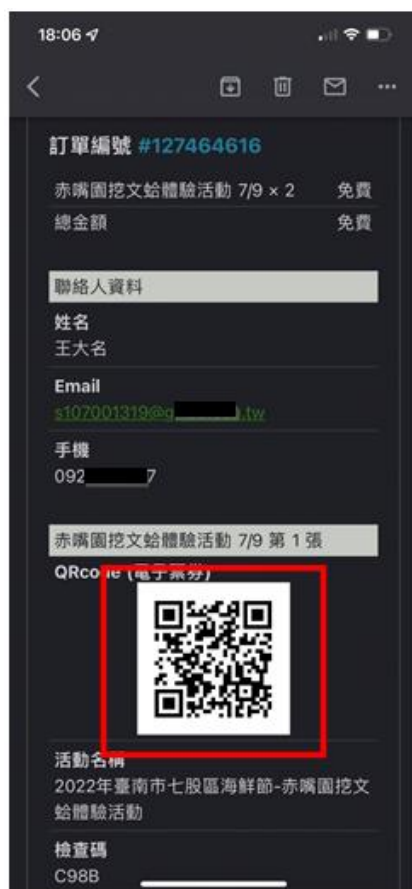 18:06
訂單編號 #127464616
赤嘴園挖文蛤體驗活動 7/9 × 2 免費
總金額 免費
聯絡人資料
姓名
王大名
Email
s107001319@g .tw
手機
092 7
赤嘴園挖文蛤體驗活動 7/9 第 1 張
QRcode (電子票券)
活動名稱
2022年臺南市七股區海鮮節-赤嘴園挖文
蛤體驗活動
檢查碼
C98B